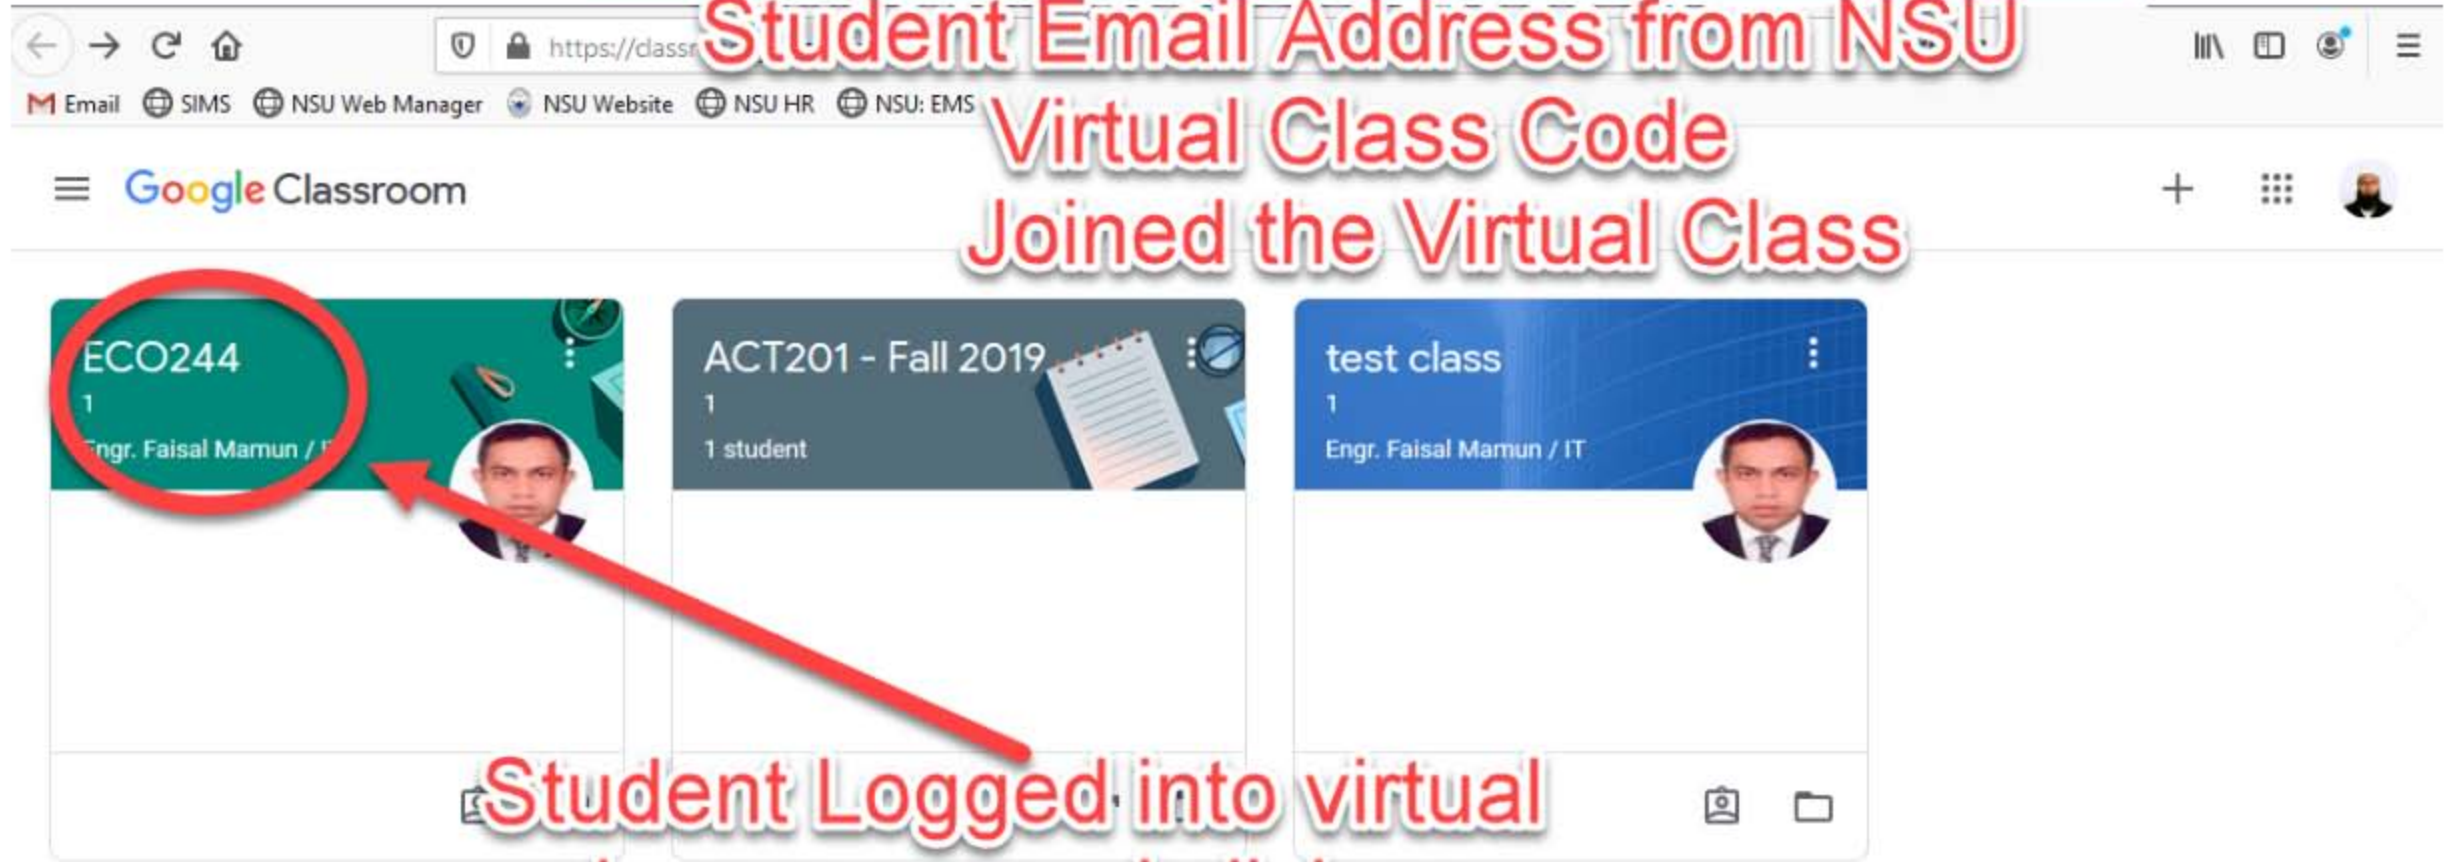 Student Email Address from NSU
https://class
Email SIMS NSU Web Manager NSU Website NSU HR NSU: EMS
Virtual Class Code
Google Classroom
Joined the Virtual Class
ECO244
1
Engr. Faisal Mamun /
ACT201 - Fall 2019
1
1 student
test class
1
Engr. Faisal Mamun / IT
Student Logged into virtual